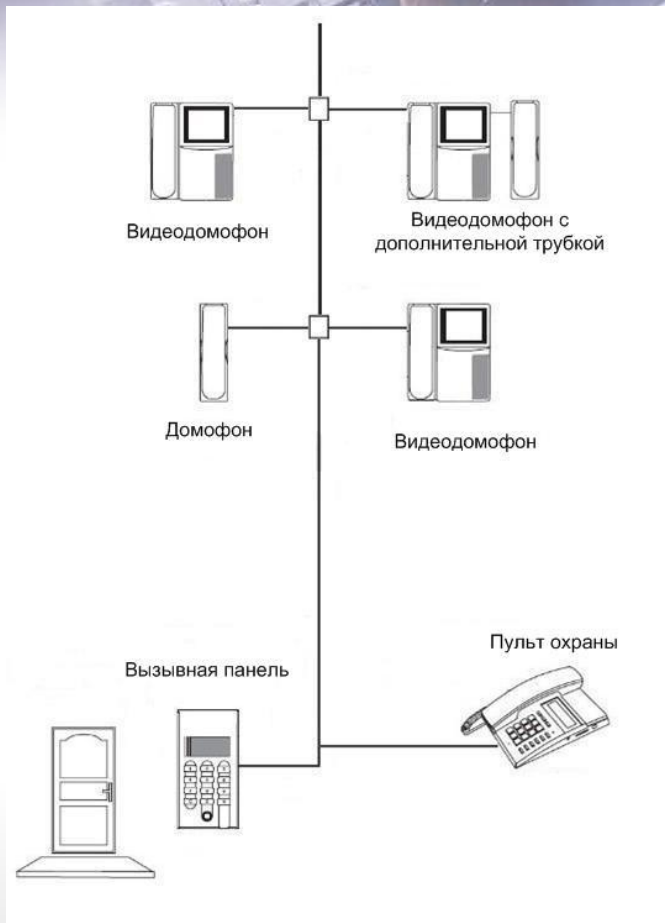 Видеодомофон
Видеодомофон с
дополнительной трубкой
Домофон
Видеодомофон
Вызывная панель
Пульт охраны